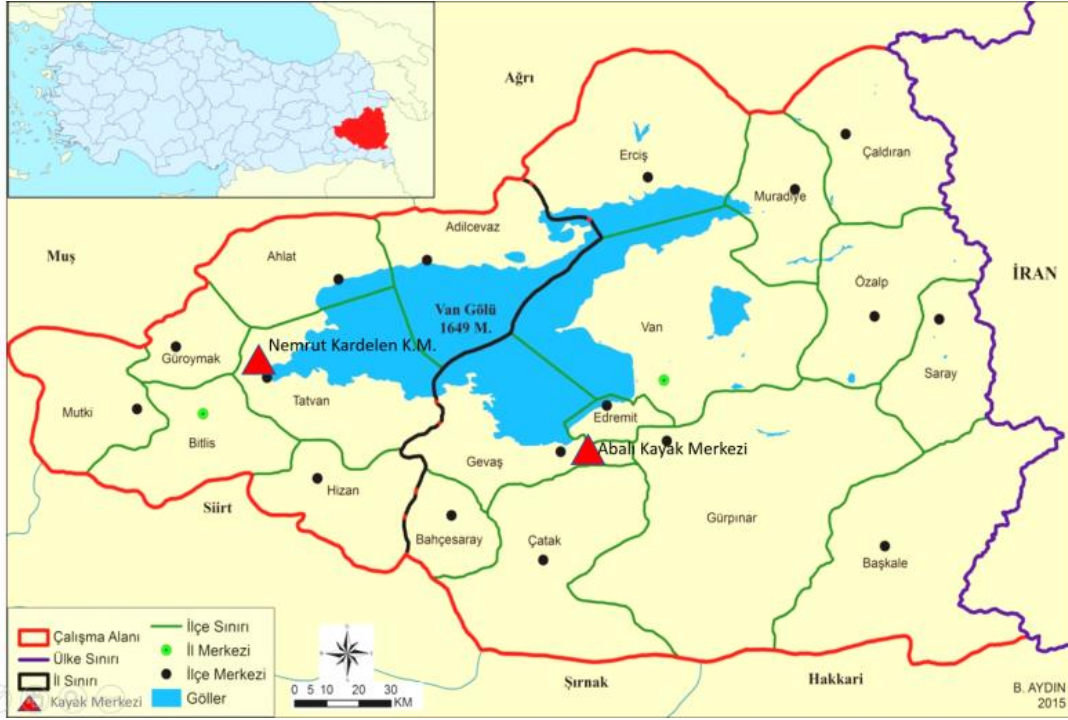 Ağrı
Erciş
Çaldıran
Muradiye
Adilcevaz
Ahlat
Muş
İRAN
Özalp
Van Gölü
1649 M.
Van
Nemrut Kardelen K.M.
Güroymak
Saray
Tatvan
Mutki
Edremit
Bitlis
Abalı Kayak Merkezi
Gevaş
Hizan
Siirt
Gürpınar
Bahçesaray
Çatak
Başkale
Çalışma Alanı
Ülke Sınırı
İl Sınırı
Kayak Merkezi
İlçe Sınırı
İl Merkezi
İlçe Merkezi
Göller
0 5 10 20 30
KM
Şırnak
Hakkari
B. AYDIN
2015